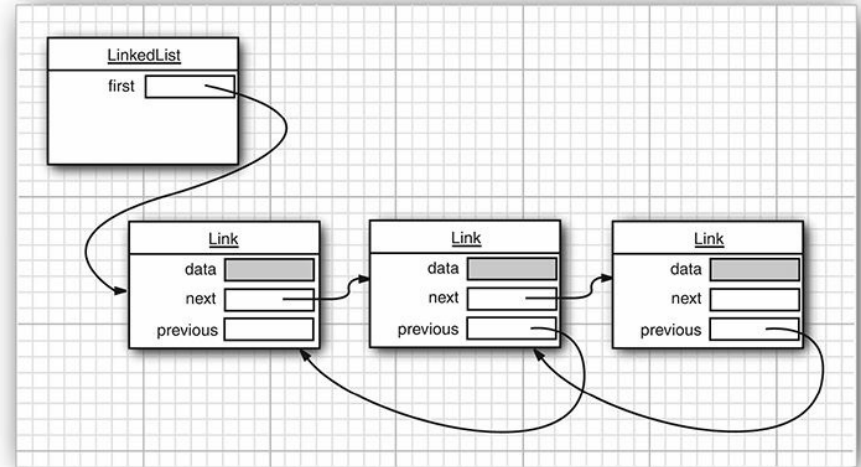 LinkedList
first
Link
data
next
previous
Link
data
next
previous
Link
data
next
previous